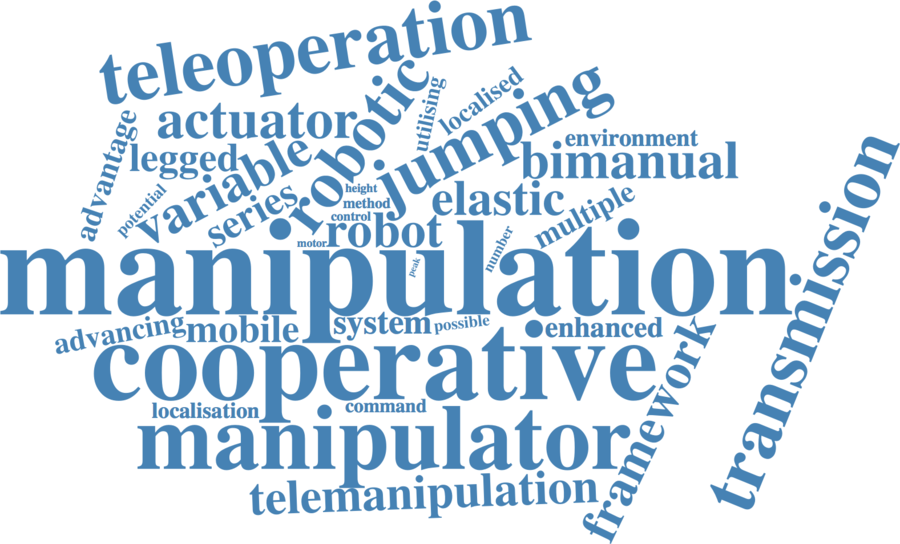 teleoperation
robotic
utilising
localised
jumping
actuator
advantage
legged
variable
environment
bimanual
potential
series
height
method
control
elastic
multiple
transmission
motor
robot
number
peak
manipulation
advancing
mobile
system
possible
enhanced
cooperative
framework
localisation
command
manipulator
telemanipulation